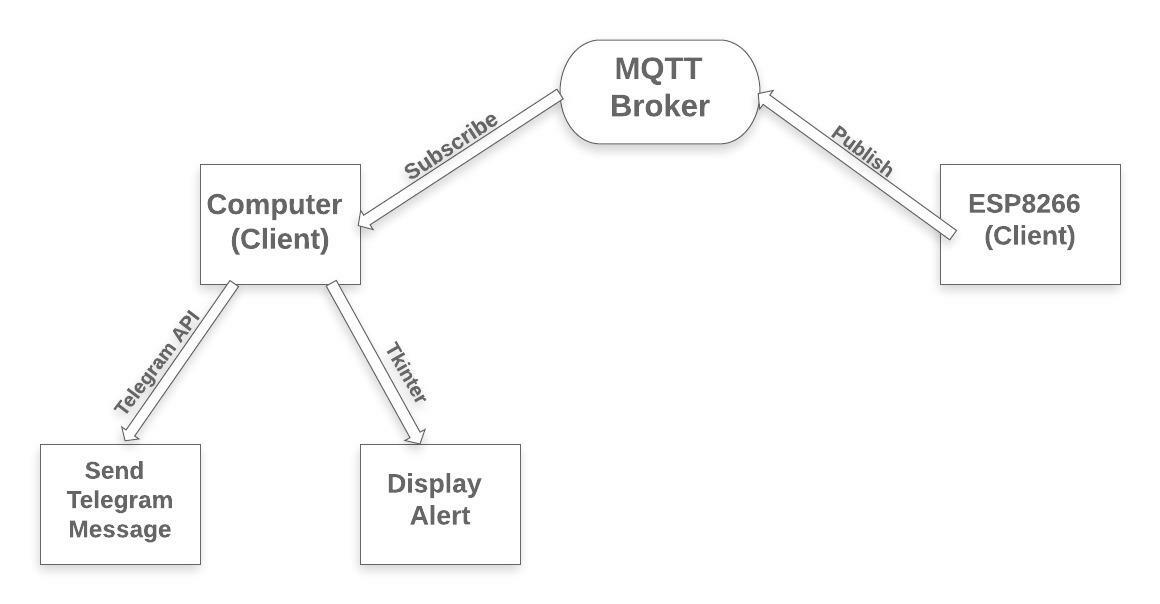 MQTT
Broker
Subscribe
Publish
Computer
(Client)
ESP8266
(Client)
Telegram API
Tkinter
Send
Telegram
Message
Display
Alert